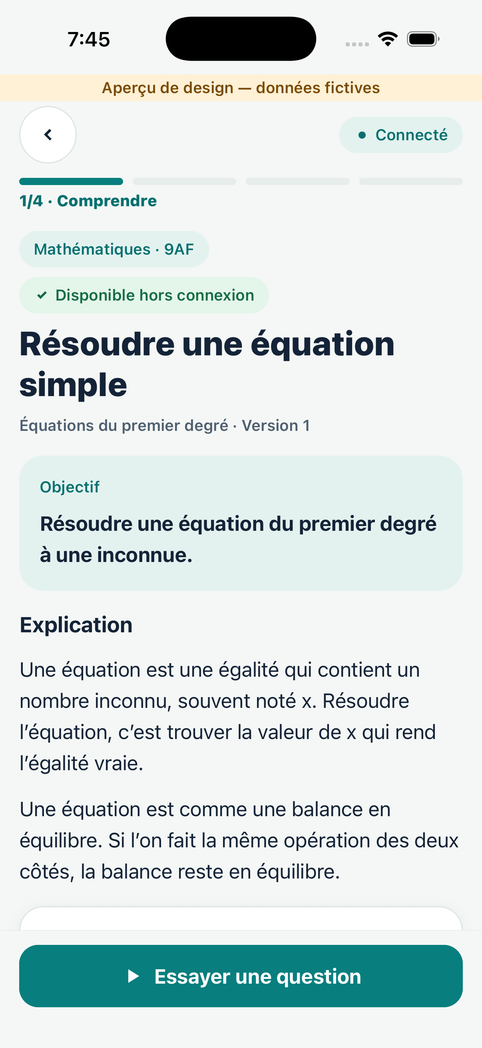 7:45
Aperçu de design — données fictives
Connecté
1/4 · Comprendre
Mathématiques · 9AF
Disponible hors connexion
Résoudre une équation
simple
Équations du premier degré · Version 1
Objectif
Résoudre une équation du premier degré
à une inconnue.
Explication
Une équation est une égalité qui contient un
nombre inconnu, souvent noté x. Résoudre
l’équation, c’est trouver la valeur de x qui rend
l’égalité vraie.
Une équation est comme une balance en
équilibre. Si l’on fait la même opération des deux
côtés, la balance reste en équilibre.
Essayer une question